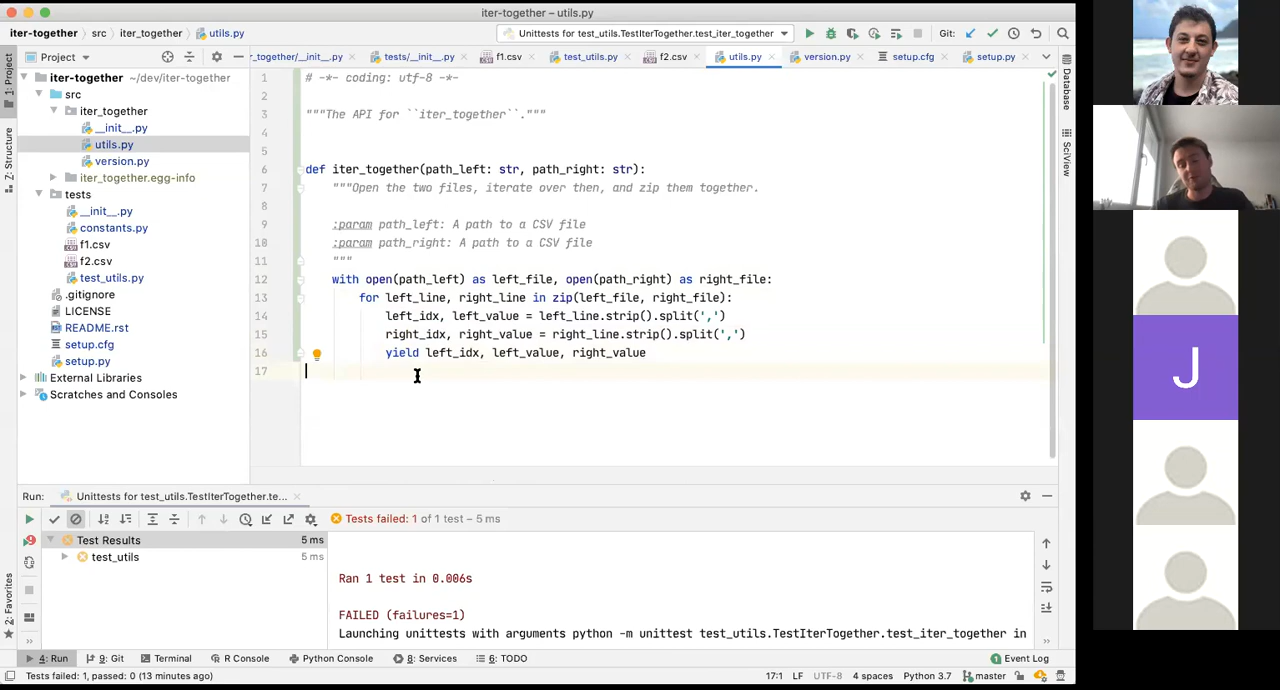 iter-together – utils.py
iter-together › src › iter_together › utils.py
Unittests for test_utils.TestIterTogether.test_iter_together
Git:
Project
r_together/__init__.py
tests/__init__.py
f1.csv
test_utils.py
f2.csv
utils.py
version.py
setup.cfg
setup.py
1: Project
7: Structure
2: Favorites
Database
SciView
iter-together ~/dev/iter-together
src
iter_together
__init__.py
utils.py
version.py
iter_together.egg-info
tests
__init__.py
constants.py
f1.csv
f2.csv
test_utils.py
.gitignore
LICENSE
README.rst
setup.cfg
setup.py
External Libraries
Scratches and Consoles
1 # -*- coding: utf-8 -*-
2
3 """The API for ``iter_together``."""
4
5
6 def iter_together(path_left: str, path_right: str):
7 """Open the two files, iterate over then, and zip them together.
8
9 :param path_left: A path to a CSV file
10 :param path_right: A path to a CSV file
11 """
12 with open(path_left) as left_file, open(path_right) as right_file:
13 for left_line, right_line in zip(left_file, right_file):
14 left_idx, left_value = left_line.strip().split(',')
15 right_idx, right_value = right_line.strip().split(',')
16 yield left_idx, left_value, right_value
17
Run: Unittests for test_utils.TestIterTogether.te...
Tests failed: 1 of 1 test – 5 ms
Test Results 5 ms
test_utils 5 ms
Ran 1 test in 0.006s
FAILED (failures=1)
Launching unittests with arguments python -m unittest test_utils.TestIterTogether.test_iter_together in
4: Run
9: Git
Terminal
R Console
Python Console
8: Services
6: TODO
1 Event Log
Tests failed: 1, passed: 0 (13 minutes ago)
17:1 LF UTF-8 4 spaces Python 3.7 master
J